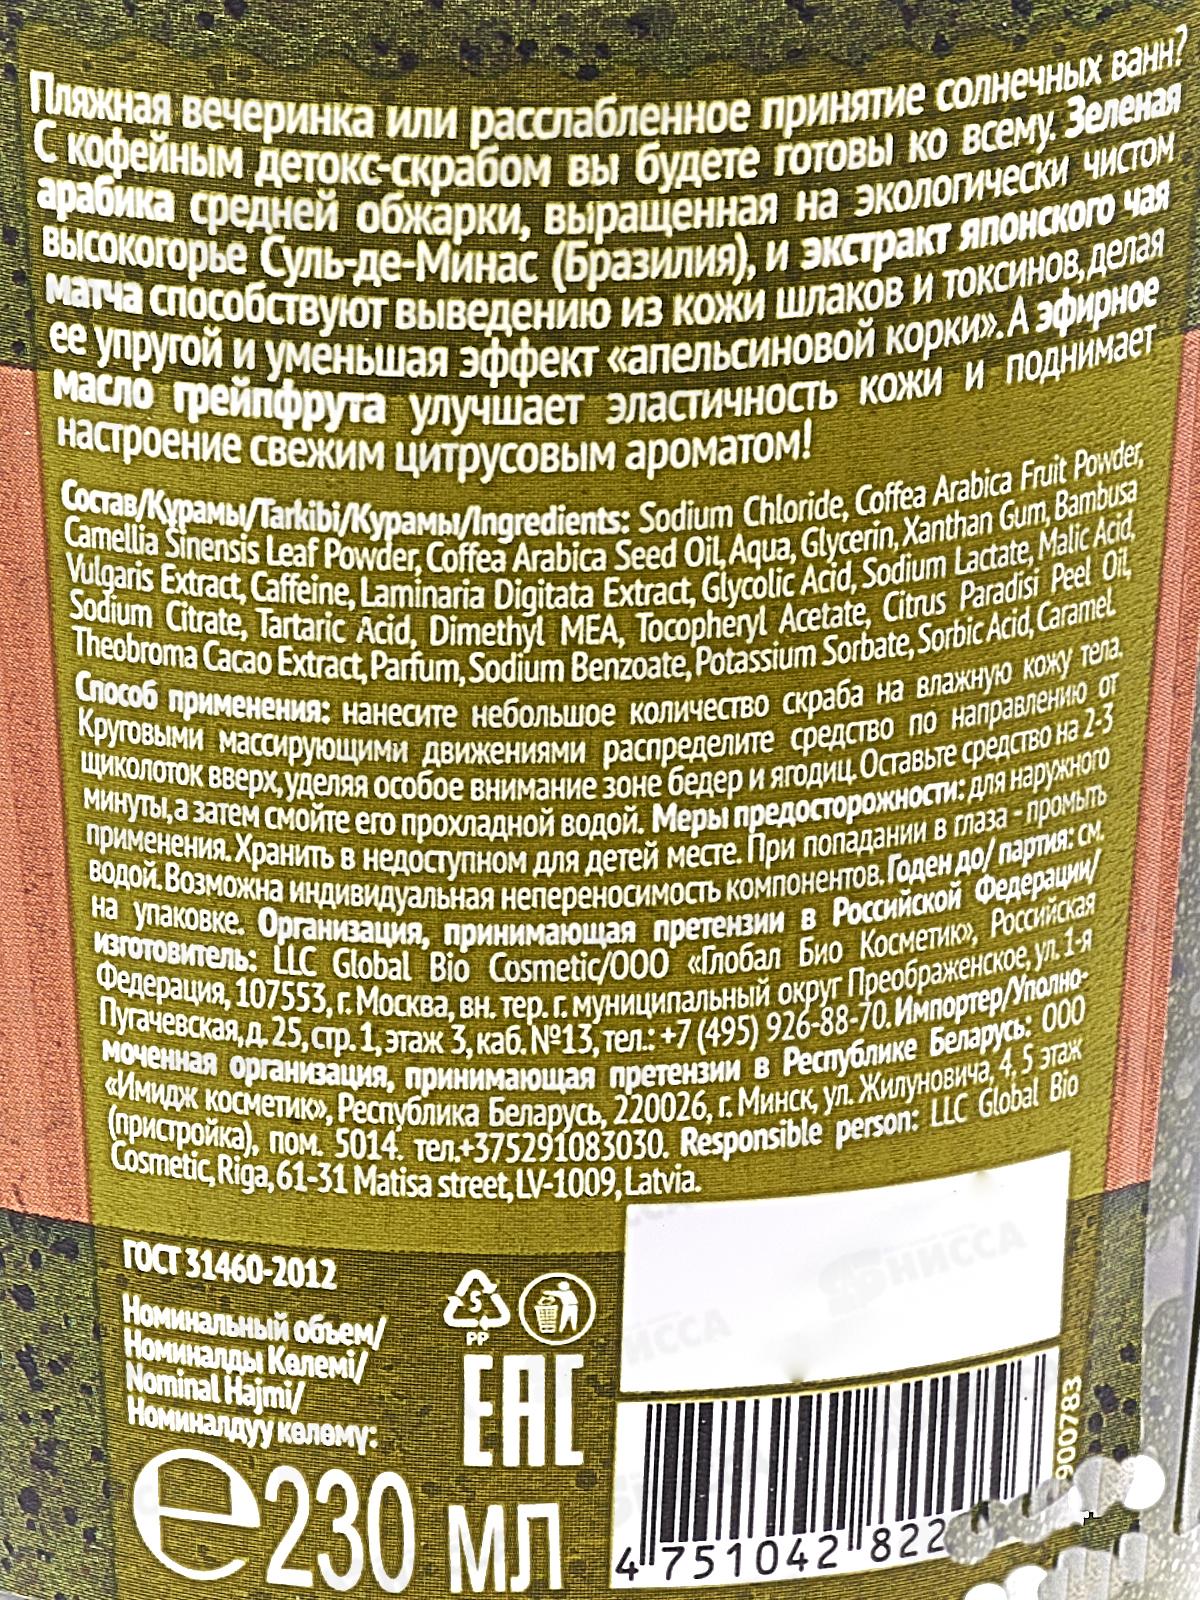 Пляжная вечеринка или расслабленное принятие солнечных ванн?
С кофейным детокс-скрабом вы будете готовы ко всему. Зеленая
арабика средней обжарки, выращенная на экологически чистом
высокогорье Суль-де-Минас (Бразилия), и экстракт японского чая
матча способствуют выведению из кожи шлаков и токсинов, делая
ее упругой и уменьшая эффект «апельсиновой корки». А эфирное
масло грейпфрута улучшает эластичность кожи и поднимает
настроение свежим цитрусовым ароматом!
Состав/Құрамы/Tarkibi/Курамы/Ingredients: Sodium Chloride, Coffea Arabica Fruit Powder,
Camellia Sinensis Leaf Powder, Coffea Arabica Seed Oil, Aqua, Glycerin, Xanthan Gum, Bambusa
Vulgaris Extract, Caffeine, Laminaria Digitata Extract, Glycolic Acid, Sodium Lactate, Malic Acid,
Sodium Citrate, Tartaric Acid, Dimethyl MEA, Tocopheryl Acetate, Citrus Paradisi Peel Oil,
Theobroma Cacao Extract, Parfum, Sodium Benzoate, Potassium Sorbate, Sorbic Acid, Caramel.
Способ применения: нанесите небольшое количество скраба на влажную кожу тела.
Круговыми массирующими движениями распределите средство по направлению от
щиколоток вверх, уделяя особое внимание зоне бедер и ягодиц. Оставьте средство на 2-3
минуты, а затем смойте его прохладной водой. Меры предосторожности: для наружного
применения. Хранить в недоступном для детей месте. При попадании в глаза - промыть
водой. Возможна индивидуальная непереносимость компонентов. Годен до/ партия: см.
на упаковке. Организация, принимающая претензии в Российской Федерации/
изготовитель: LLC Global Bio Cosmetic/ООО «Глобал Био Косметик», Российская
Федерация, 107553, г. Москва, вн. тер. г. муниципальный округ Преображенское, ул. 1-я
Пугачевская, д. 25, стр. 1, этаж 3, каб. №13, тел.: +7 (495) 926-88-70. Импортер/Уполно-
моченная организация, принимающая претензии в Республике Беларусь: ООО
«Имидж косметик», Республика Беларусь, 220026, г. Минск, ул. Жилуновича, 4, 5 этаж
(пристройка), пом. 5014. тел.+375291083030. Responsible person: LLC Global Bio
Cosmetic, Riga, 61-31 Matisa street, LV-1009, Latvia.
ГОСТ 31460-2012
Номинальный объем/
Номиналды Көлемі/
Nominal Hajmi/
Номиналдуу көлөмү:
℮230 МЛ
5
PP
ЕАС
БНИССА
900783
4 751042 822